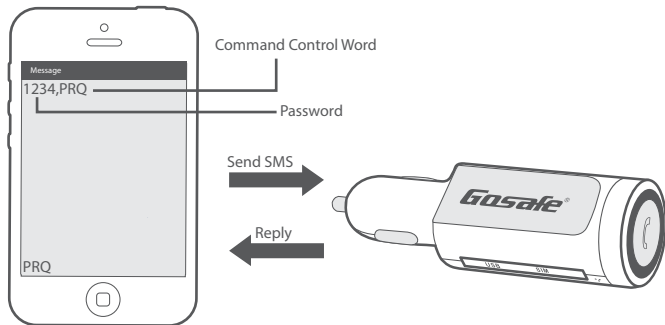 Command Control Word
Message
1234,PRQ
Password
Send SMS
Gosafe®
Reply
USB SIM
PRQ